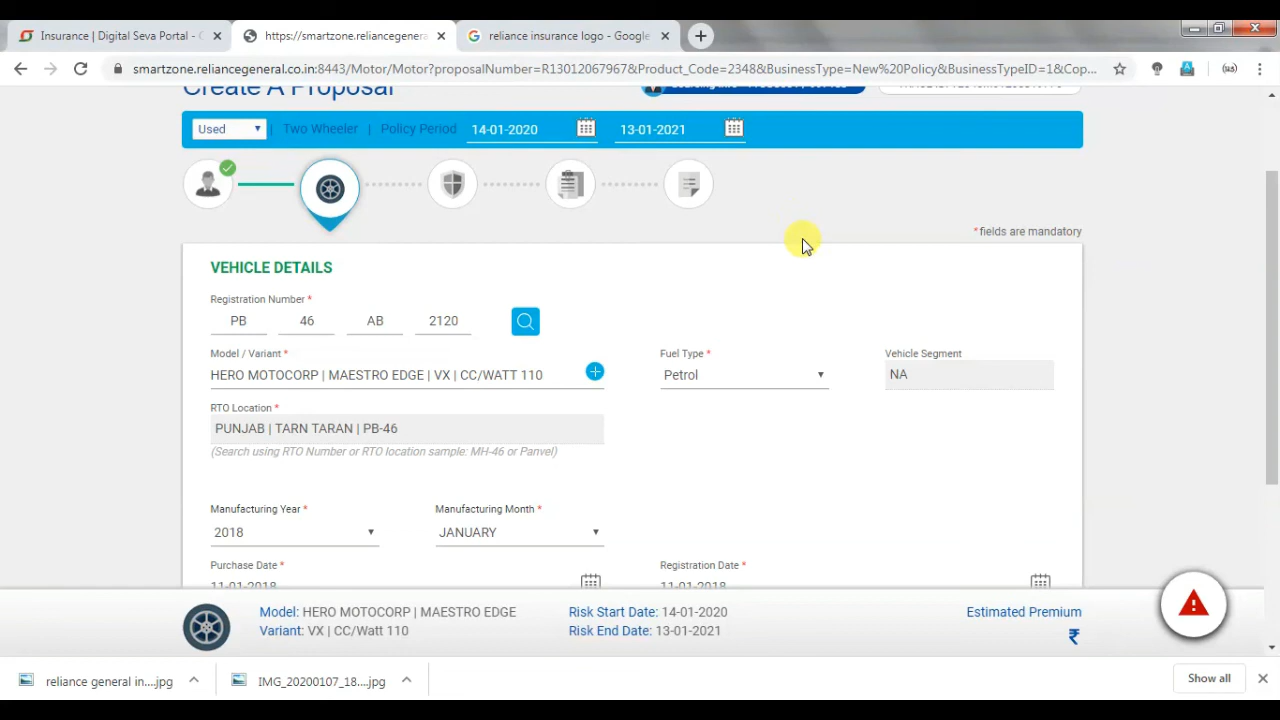 Insurance | Digital Seva Portal - C
https://smartzone.reliancegenera
reliance insurance logo - Google
smartzone.reliancegeneral.co.in:8443/Motor/Motor?proposalNumber=R13012067967&Product_Code=2348&BusinessType=New%20Policy&BusinessTypeID=1&Cop...
Create A Proposal
Used | Two Wheeler | Policy Period 14-01-2020 13-01-2021
* fields are mandatory
VEHICLE DETAILS
Registration Number *
PB 46 AB 2120
Model / Variant * Fuel Type * Vehicle Segment
HERO MOTOCORP | MAESTRO EDGE | VX | CC/WATT 110 Petrol NA
RTO Location *
PUNJAB | TARN TARAN | PB-46
(Search using RTO Number or RTO location sample: MH-46 or Panvel)
Manufacturing Year * Manufacturing Month *
2018 JANUARY
Purchase Date * Registration Date *
11-01-2018 11-01-2018
Model: HERO MOTOCORP | MAESTRO EDGE Risk Start Date: 14-01-2020 Estimated Premium
Variant: VX | CC/Watt 110 Risk End Date: 13-01-2021 ₹
reliance general in....jpg IMG_20200107_18....jpg Show all